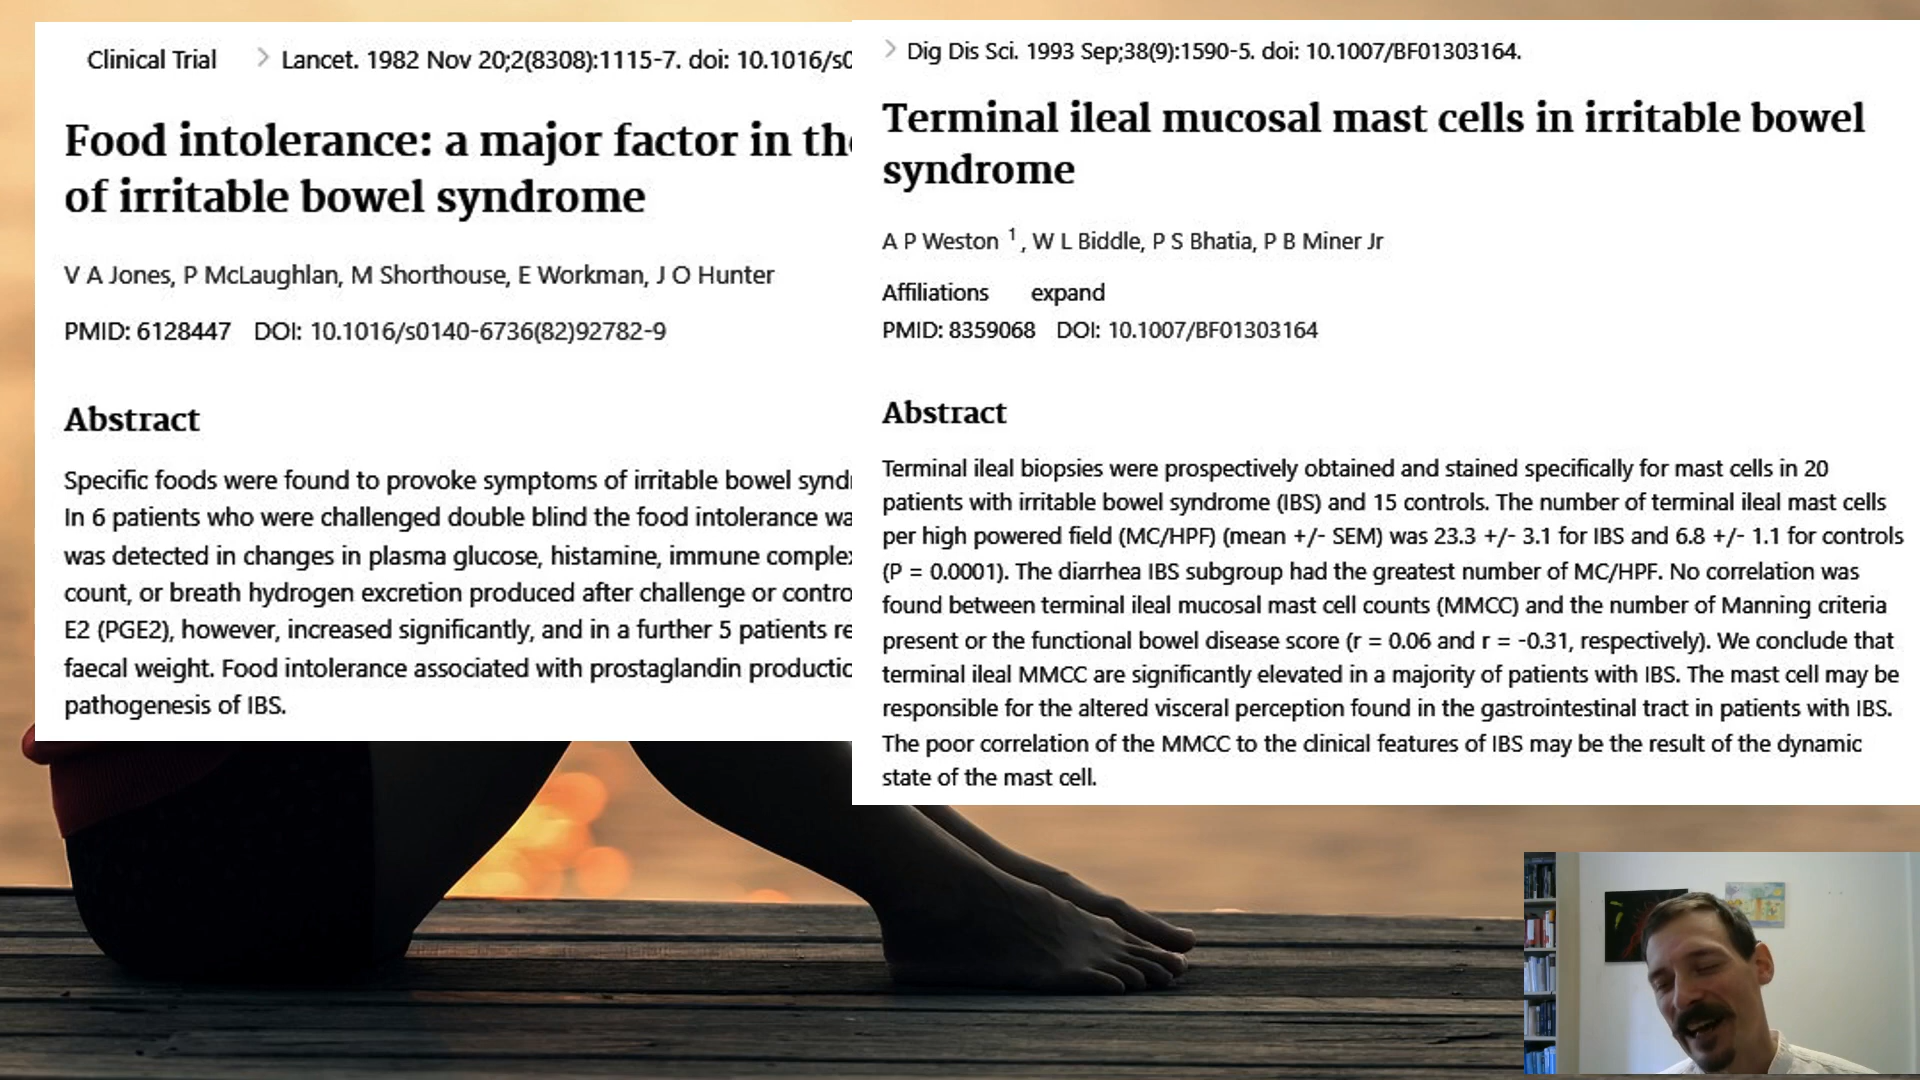 Clinical Trial > Lancet. 1982 Nov 20;2(8308):1115-7. doi: 10.1016/s0
Food intolerance: a major factor in the
of irritable bowel syndrome
V A Jones, P McLaughlan, M Shorthouse, E Workman, J O Hunter
PMID: 6128447 DOI: 10.1016/s0140-6736(82)92782-9
Abstract
Specific foods were found to provoke symptoms of irritable bowel synd
In 6 patients who were challenged double blind the food intolerance wa
was detected in changes in plasma glucose, histamine, immune complex
count, or breath hydrogen excretion produced after challenge or contro
E2 (PGE2), however, increased significantly, and in a further 5 patients re
faecal weight. Food intolerance associated with prostaglandin productio
pathogenesis of IBS.
> Dig Dis Sci. 1993 Sep;38(9):1590-5. doi: 10.1007/BF01303164.
Terminal ileal mucosal mast cells in irritable bowel
syndrome
A P Weston 1, W L Biddle, P S Bhatia, P B Miner Jr
Affiliations expand
PMID: 8359068 DOI: 10.1007/BF01303164
Abstract
Terminal ileal biopsies were prospectively obtained and stained specifically for mast cells in 20
patients with irritable bowel syndrome (IBS) and 15 controls. The number of terminal ileal mast cells
per high powered field (MC/HPF) (mean +/- SEM) was 23.3 +/- 3.1 for IBS and 6.8 +/- 1.1 for controls
(P = 0.0001). The diarrhea IBS subgroup had the greatest number of MC/HPF. No correlation was
found between terminal ileal mucosal mast cell counts (MMCC) and the number of Manning criteria
present or the functional bowel disease score (r = 0.06 and r = -0.31, respectively). We conclude that
terminal ileal MMCC are significantly elevated in a majority of patients with IBS. The mast cell may be
responsible for the altered visceral perception found in the gastrointestinal tract in patients with IBS.
The poor correlation of the MMCC to the clinical features of IBS may be the result of the dynamic
state of the mast cell.